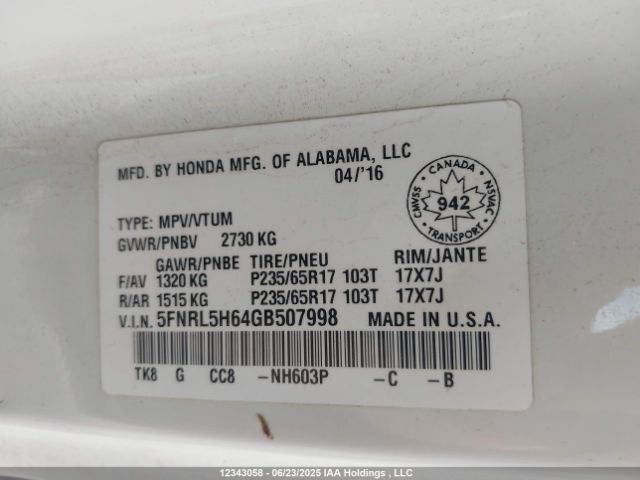 MFD. BY HONDA MFG. OF ALABAMA, LLC
04/'16
CMVSS CANADA NSVAC
942
TRANSPORT
TYPE: MPV/VTUM
GVWR/PNBV 2730 KG
GAWR/PNBE TIRE/PNEU RIM/JANTE
F/AV 1320 KG P235/65R17 103T 17X7J
R/AR 1515 KG P235/65R17 103T 17X7J
V.I.N. 5FNRL5H64GB507998 MADE IN U.S.A.
TK8 G CC8 -NH603P -C -B
12343058 - 06/23/2025 IAA Holdings , LLC